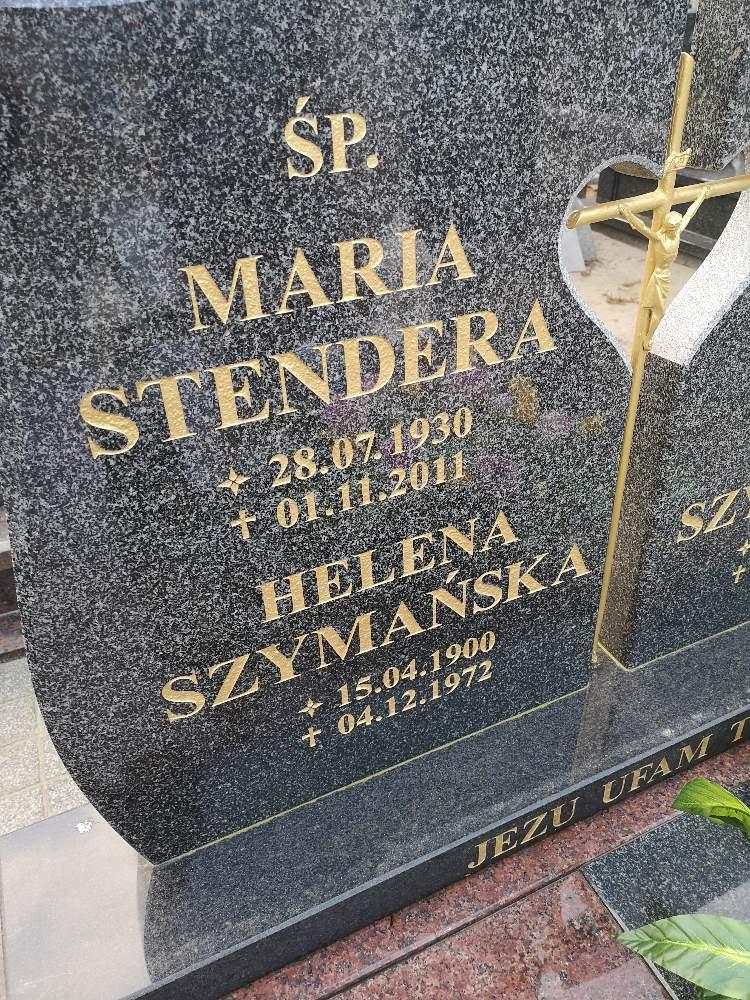 ŚP.
MARIA
STENDERA
28.07.1930
✝ 01.11.2011
HELENA
SZYMAŃSKA
15.04.1900
✝ 04.12.1972
JEZU UFAM